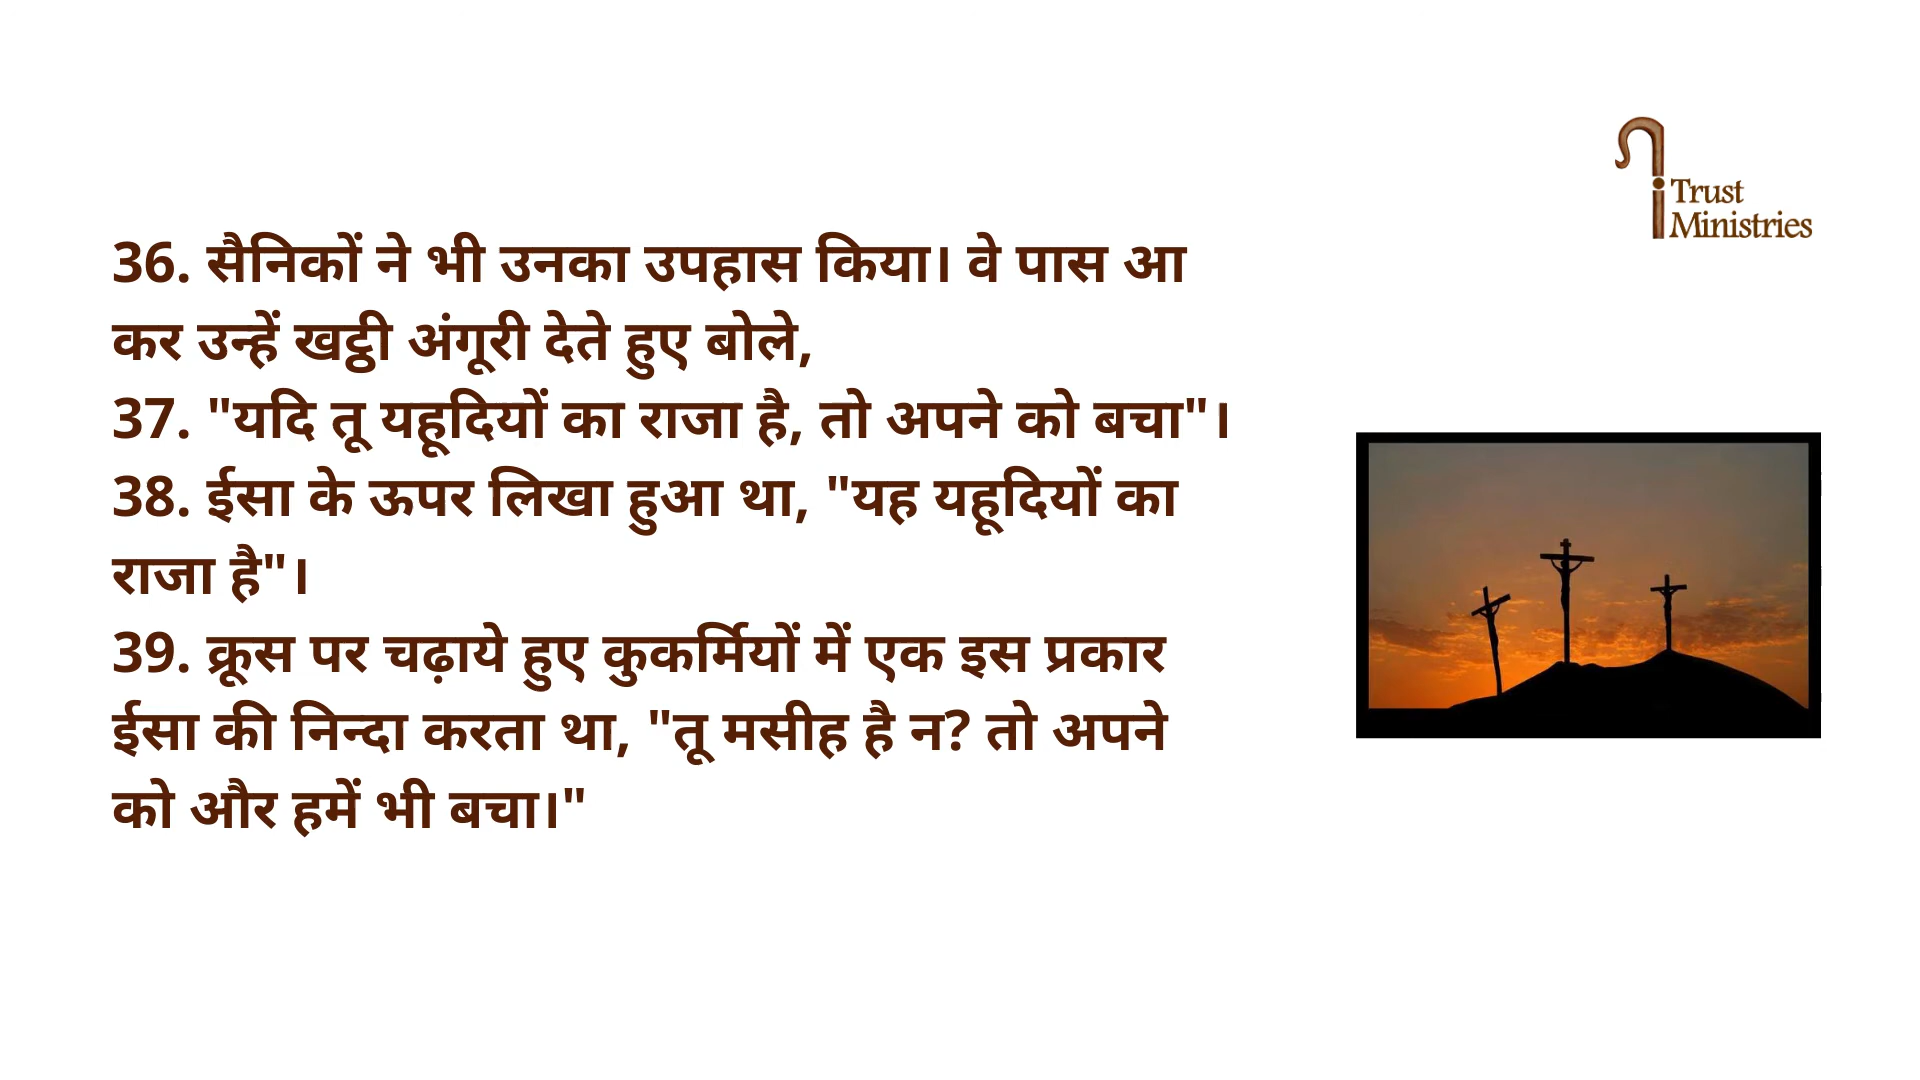 Trust
Ministries
36. सैनिकों ने भी उनका उपहास किया। वे पास आ
कर उन्हें खट्ठी अंगूरी देते हुए बोले,
37. "यदि तू यहूदियों का राजा है, तो अपने को बचा"।
38. ईसा के ऊपर लिखा हुआ था, "यह यहूदियों का
राजा है"।
39. क्रूस पर चढ़ाये हुए कुकर्मियों में एक इस प्रकार
ईसा की निन्दा करता था, "तू मसीह है न? तो अपने
को और हमें भी बचा।"